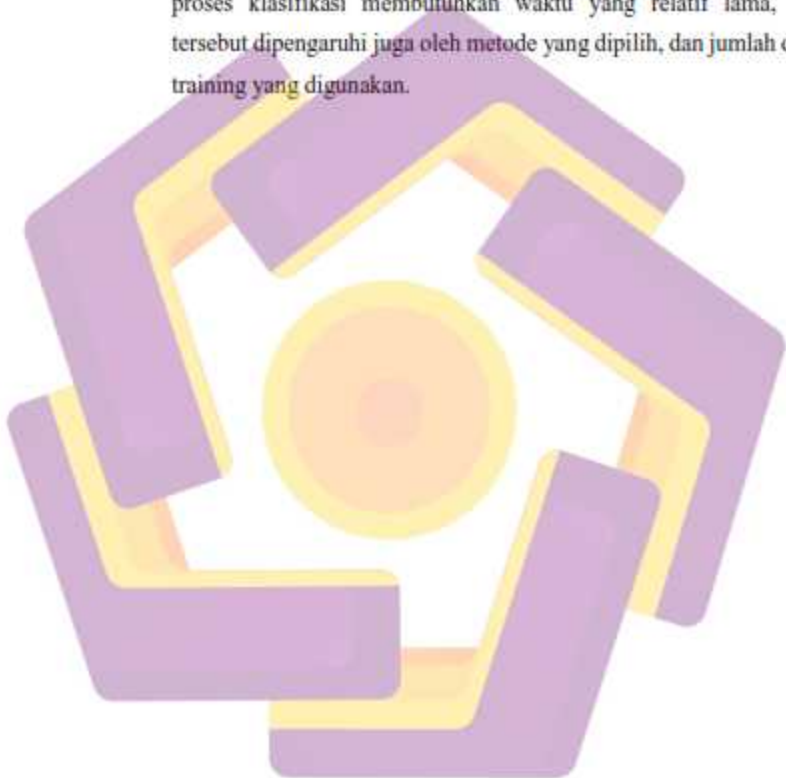 proses klasifikasi membutuhkan waktu yang relatif lama,
tersebut dipengaruhi juga oleh metode yang dipilih, dan jumlah
training yang digunakan.